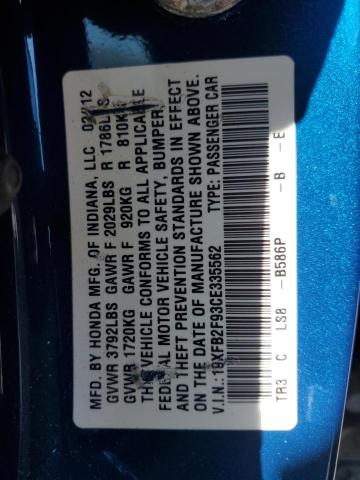 MFD. BY HONDA MFG. OF INDIANA, LLC 02/12
GVWR 3792LBS GAWR F 2029LBS R 1786LBS
GVWR 1720KG GAWR F 920KG R 810KG
THIS VEHICLE CONFORMS TO ALL APPLICABLE
FEDERAL MOTOR VEHICLE SAFETY, BUMPER,
AND THEFT PREVENTION STANDARDS IN EFFECT
ON THE DATE OF MANUFACTURE SHOWN ABOVE.
V.I.N.: 19XFB2F93CE335562 TYPE: PASSENGER CAR
TR3 C LS8 -B586P -B -E